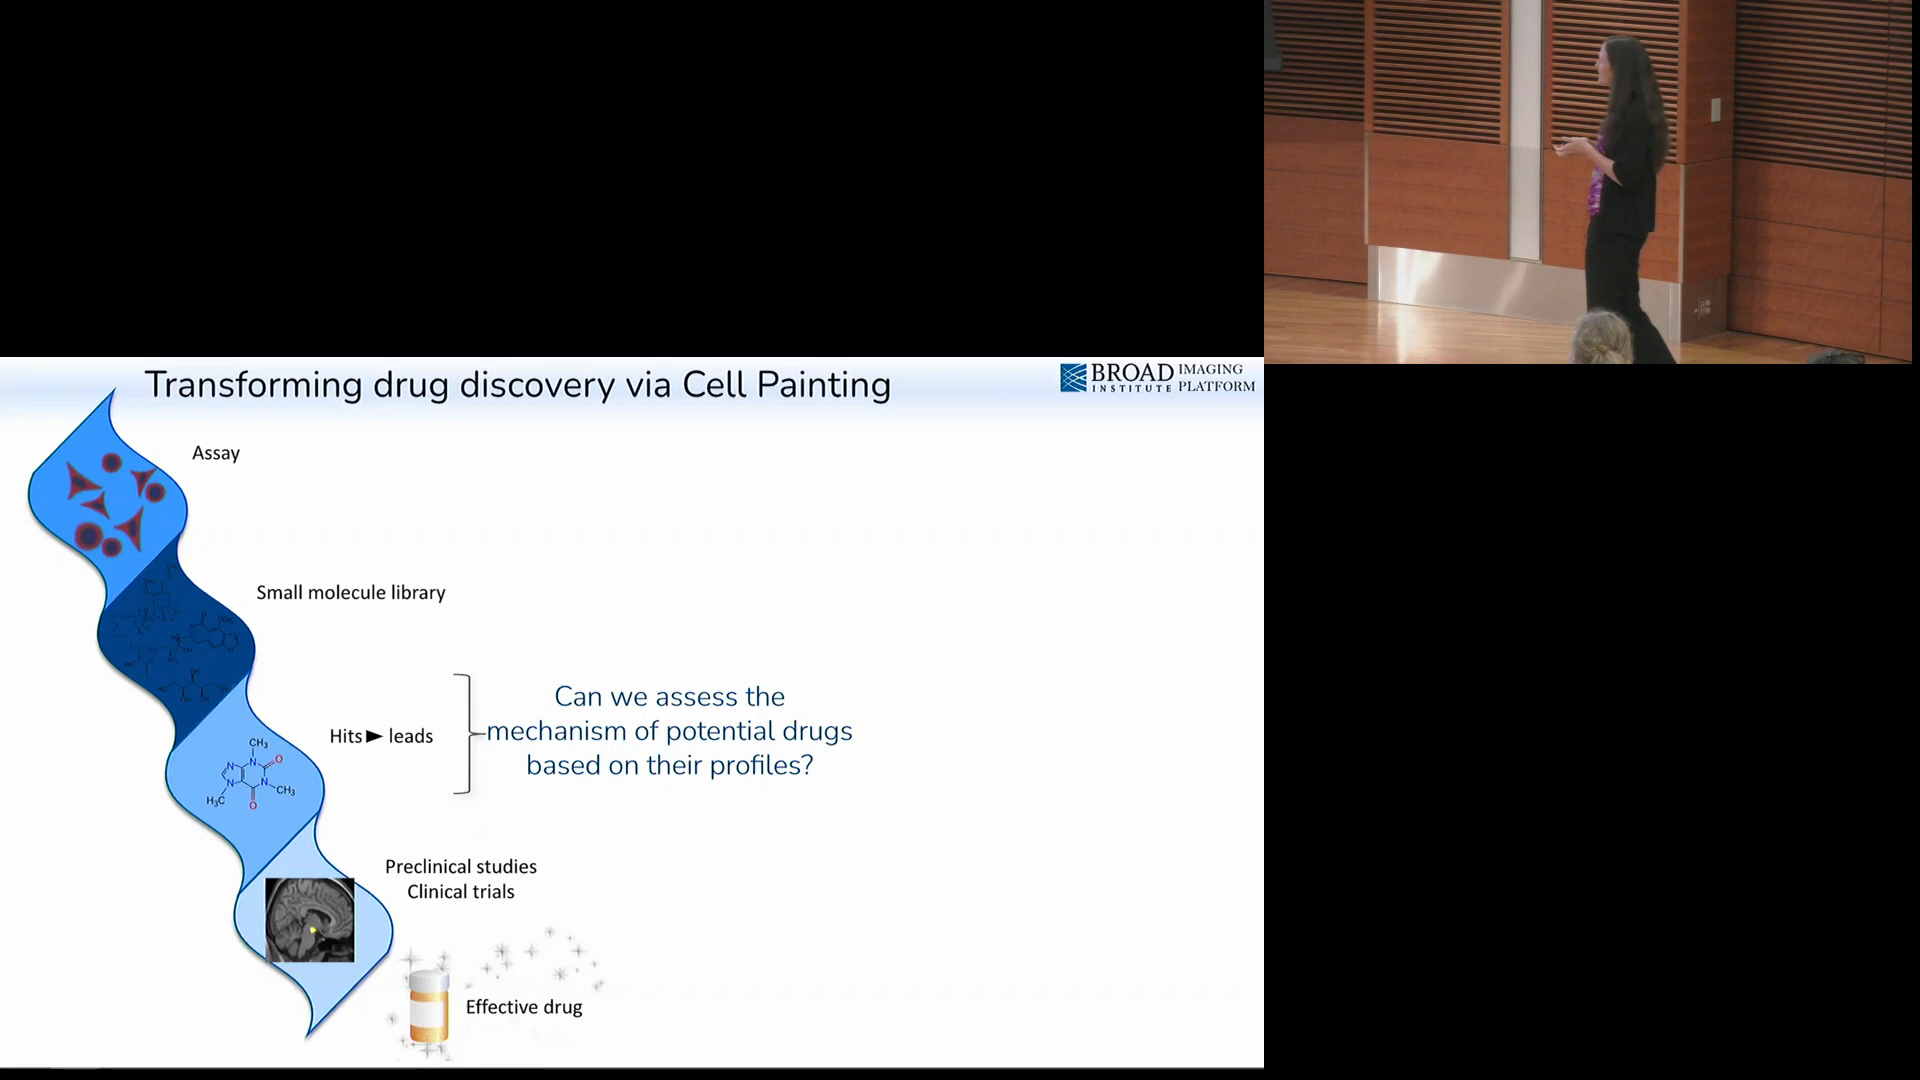 Transforming drug discovery via Cell Painting
BROAD
INSTITUTE
IMAGING
PLATFORM
Assay
Small molecule library
Hits ► leads
Can we assess the
mechanism of potential drugs
based on their profiles?
CH₃
N
N
O
N
N
CH₃
H₃C
O
Preclinical studies
Clinical trials
Effective drug